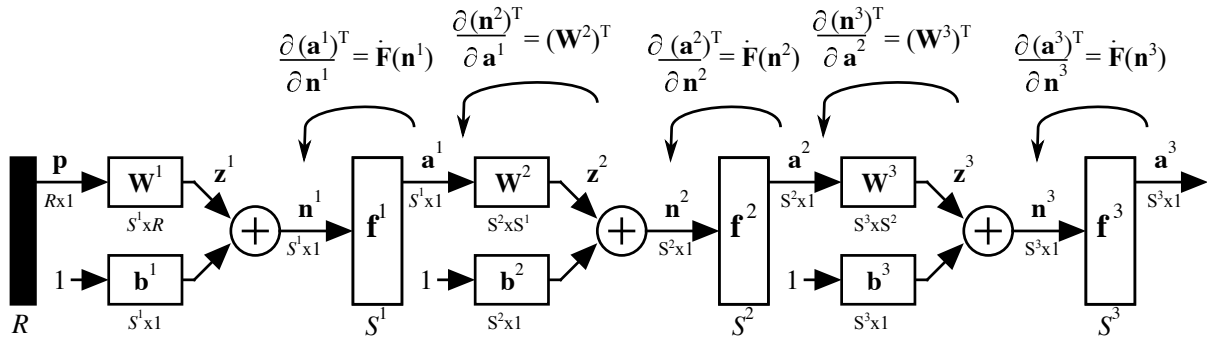 ∂(a¹)ᵀ/∂n¹ = Ḟ(n¹)
∂(n²)ᵀ/∂a¹ = (W²)ᵀ
∂(a²)ᵀ/∂n² = Ḟ(n²)
∂(n³)ᵀ/∂a² = (W³)ᵀ
∂(a³)ᵀ/∂n³ = Ḟ(n³)
p
Rx1
W¹
S¹xR
z¹
1
b¹
S¹x1
n¹
S¹x1
f¹
a¹
S¹x1
W²
S²xS¹
z²
1
b²
S²x1
n²
S²x1
f²
a²
S²x1
W³
S³xS²
z³
1
b³
S³x1
n³
S³x1
f³
a³
S³x1
R
S¹
S²
S³